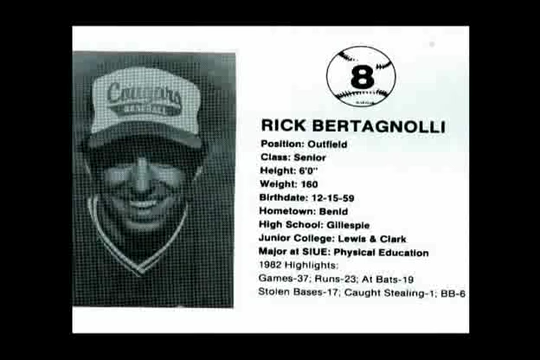 Cougars
BASEBALL
8
RICK BERTAGNOLLI
Position: Outfield
Class: Senior
Height: 6'0"
Weight: 160
Birthdate: 12-15-59
Hometown: Benld
High School: Gillespie
Junior College: Lewis & Clark
Major at SIUE: Physical Education
1982 Highlights:
Games-37; Runs-23; At Bats-19
Stolen Bases-17; Caught Stealing-1; BB-6